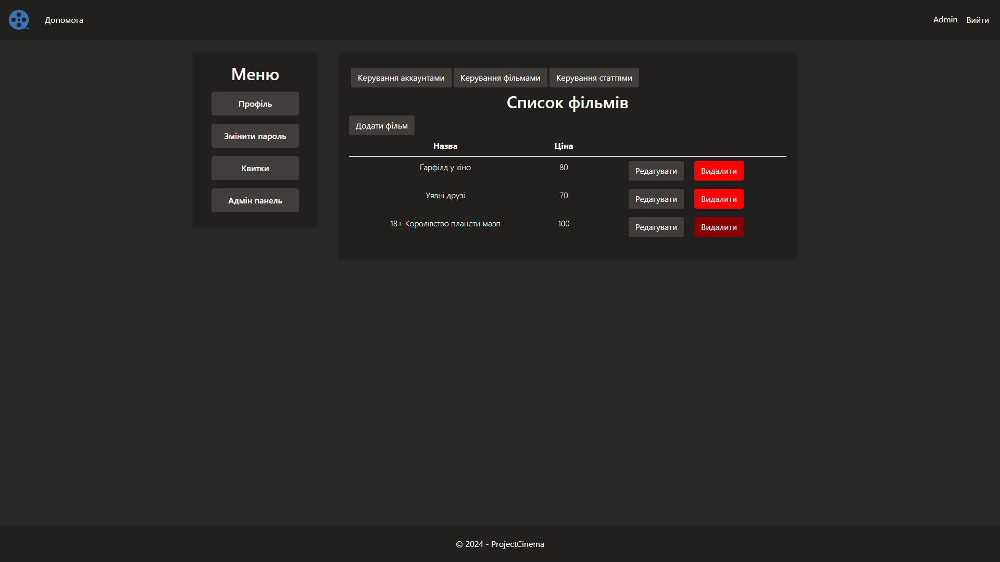 Допомога
Admin
Вийти
Меню
Профіль
Змінити пароль
Квитки
Адмін панель
Керування аккаунтами
Керування фільмами
Керування статтями
Список фільмів
Додати фільм
Назва
Ціна
Ґарфілд у кіно
80
Редагувати
Видалити
Уявні друзі
70
Редагувати
Видалити
18+ Королівство планети мавп
100
Редагувати
Видалити
© 2024 - ProjectCinema